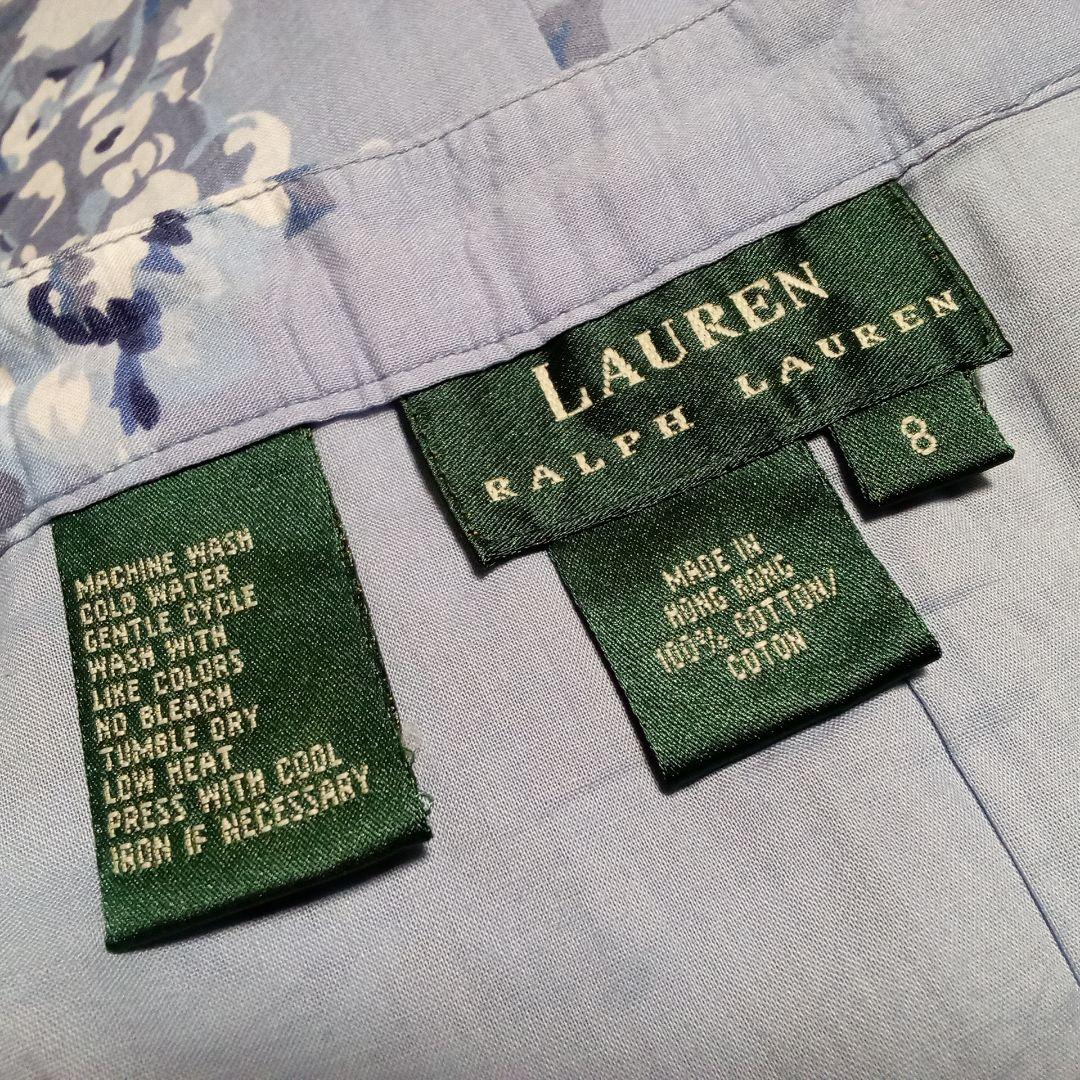 LAUREN
RALPH LAUREN
8
MADE IN
HONG KONG
100% COTTON/
COTON
MACHINE WASH
COLD WATER
GENTLE CYCLE
WASH WITH
LIKE COLORS
NO BLEACH
TUMBLE DRY
LOW HEAT
PRESS WITH COOL
IRON IF NECESSARY